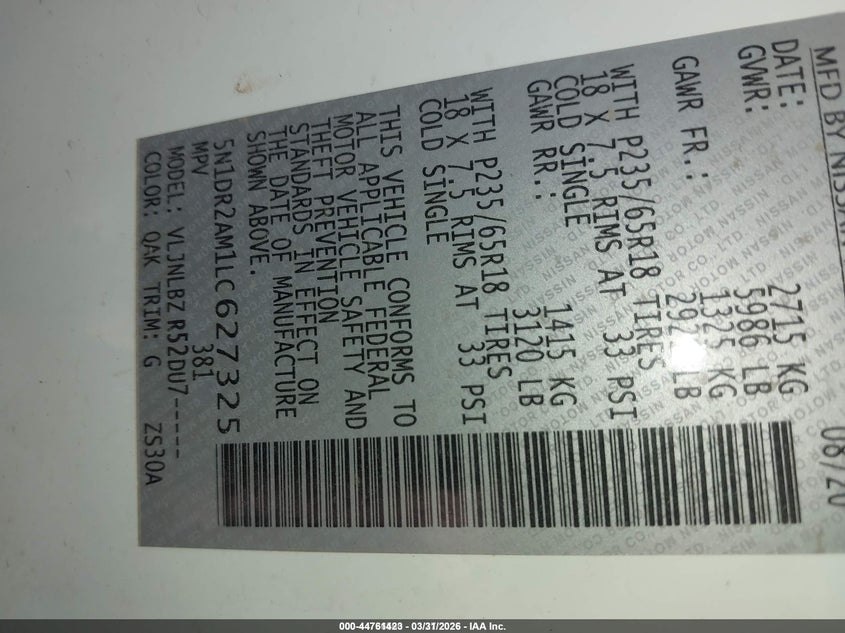 MFD BY NISSAN
DATE: 08/20
GVWR: 2715 KG
5986 LB
GAWR FR.: 1325 KG
LB
WITH P235/65R18 TIRES
18 X 7.5 RIMS AT 33 PSI
COLD SINGLE
GAWR RR.: 1415 KG
3120 LB
WITH P235/65R18 TIRES
18 X 7.5 RIMS AT 33 PSI
COLD SINGLE
THIS VEHICLE CONFORMS TO
ALL APPLICABLE FEDERAL
MOTOR VEHICLE SAFETY AND
THEFT PREVENTION
STANDARDS IN EFFECT ON
THE DATE OF MANUFACTURE
SHOWN ABOVE.
5N1DR2AM1LC627325
MPV 381
MODEL: VLJNLBZ R52DU7-----
COLOR: QAK TRIM: G ZS30A
03/31/2026 - IAA Inc.